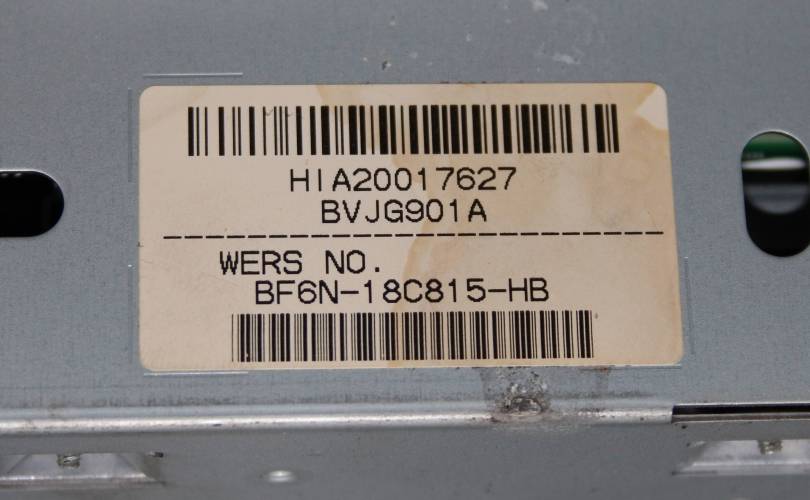 HIA20017627
BVJG901A
WERS NO.
BF6N-18C815-HB